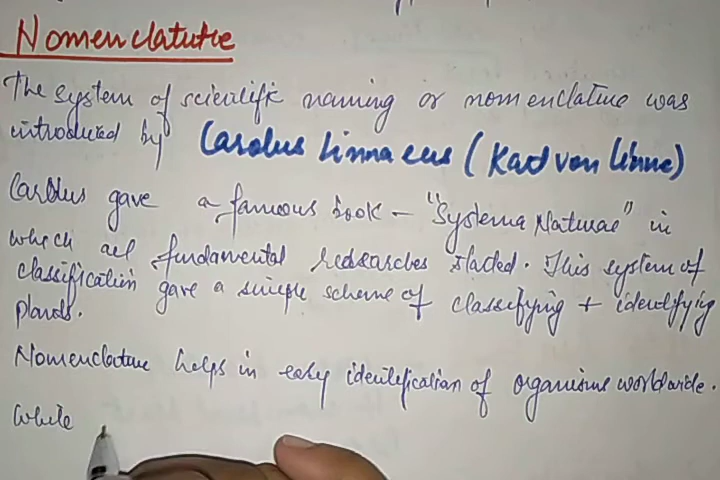 Nomenclature
The system of scientific naming or nomenclature was
introduced by Carolus Linnaeus (Karl von Linne)
Carolus gave a famous book - "Systema Naturae" in
which all fundamental researches started. This system of
classification gave a simple scheme of classifying + identifying
plants.
Nomenclature helps in easy identification of organisms worldwide.
While